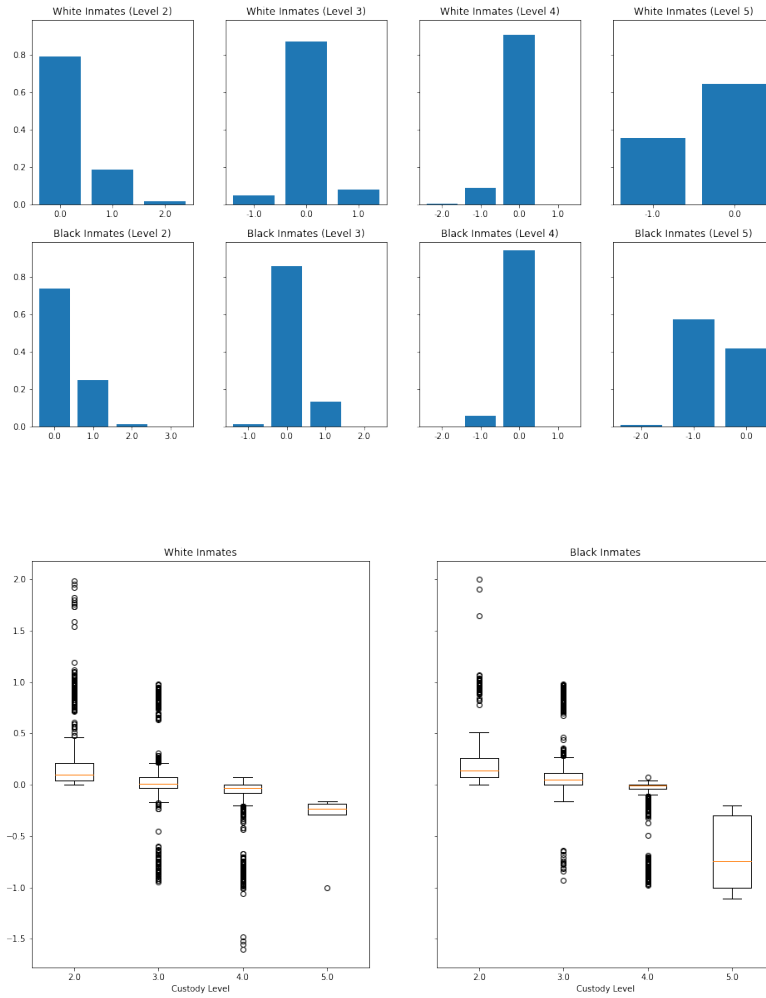 White Inmates (Level 2) White Inmates (Level 3) White Inmates (Level 4) White Inmates (Level 5)
0.8
0.6
0.4
0.2
0.0
0.0 1.0 2.0 -1.0 0.0 1.0 -2.0 -1.0 0.0 1.0 -1.0 0.0
Black Inmates (Level 2) Black Inmates (Level 3) Black Inmates (Level 4) Black Inmates (Level 5)
0.8
0.6
0.4
0.2
0.0
0.0 1.0 2.0 3.0 -1.0 0.0 1.0 2.0 -2.0 -1.0 0.0 1.0 -2.0 -1.0 0.0
White Inmates Black Inmates
2.0
1.5
1.0
0.5
0.0
−0.5
−1.0
−1.5
2.0 3.0 4.0 5.0 2.0 3.0 4.0 5.0
Custody Level Custody Level